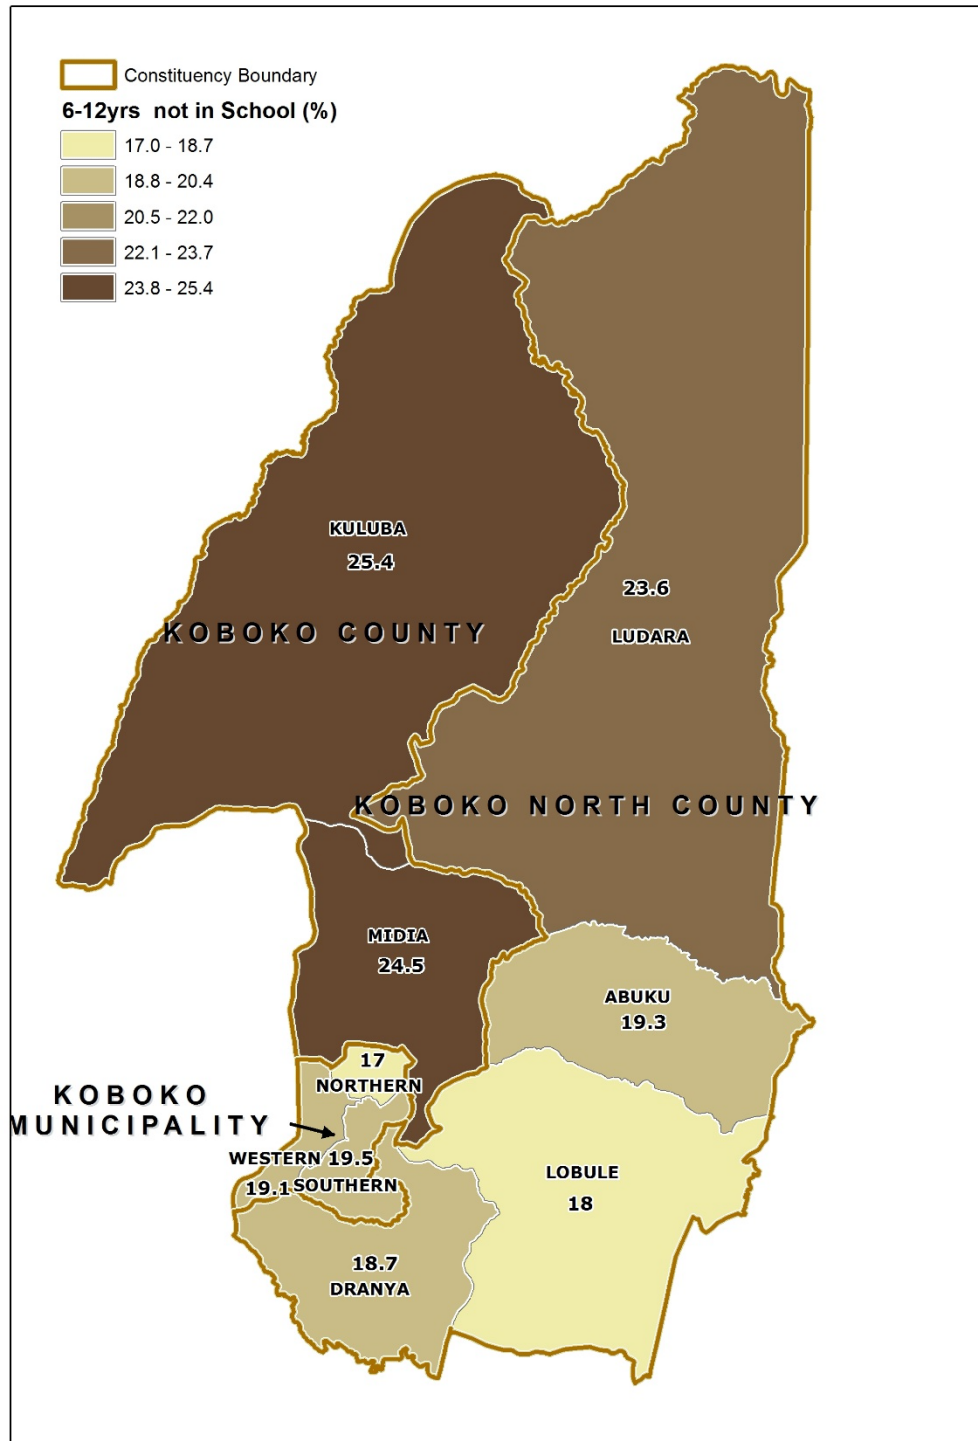 Constituency Boundary
6-12yrs not in School (%)
17.0 - 18.7
18.8 - 20.4
20.5 - 22.0
22.1 - 23.7
23.8 - 25.4
KULUBA
25.4
23.6
KOBOKO COUNTY
LUDARA
KOBOKO NORTH COUNTY
MIDIA
24.5
ABUKU
19.3
17
NORTHERN
KOBOKO
MUNICIPALITY
WESTERN 19.5
19.1 SOUTHERN
LOBULE
18
18.7
DRANYA